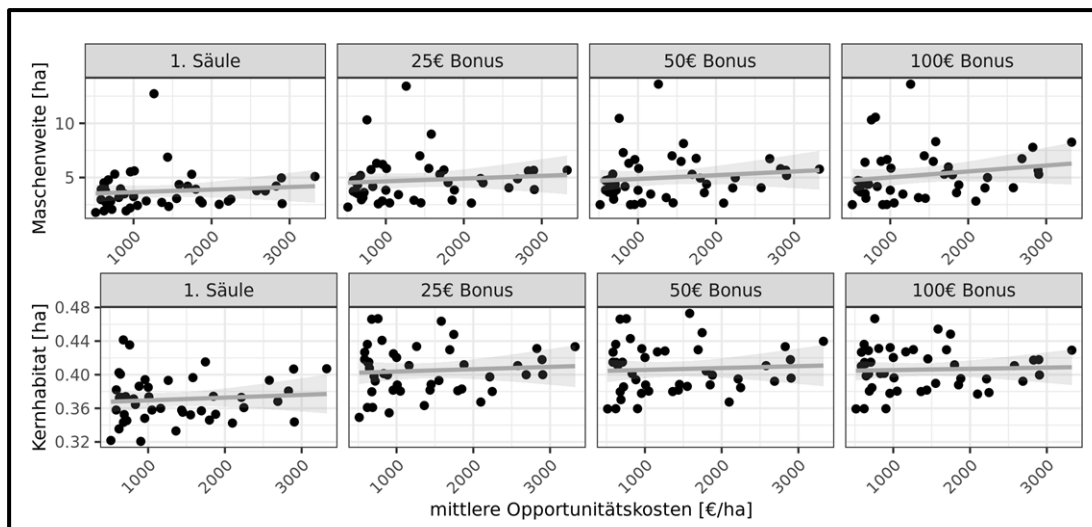 1. Säule
25€ Bonus
50€ Bonus
100€ Bonus
Maschenweite [ha]
10
5
1000
2000
3000
1000
2000
3000
1000
2000
3000
1000
2000
3000
1. Säule
25€ Bonus
50€ Bonus
100€ Bonus
Kernhabitat [ha]
0.48
0.44
0.40
0.36
0.32
1000
2000
3000
1000
2000
3000
1000
2000
3000
1000
2000
3000
mittlere Opportunitätskosten [€/ha]